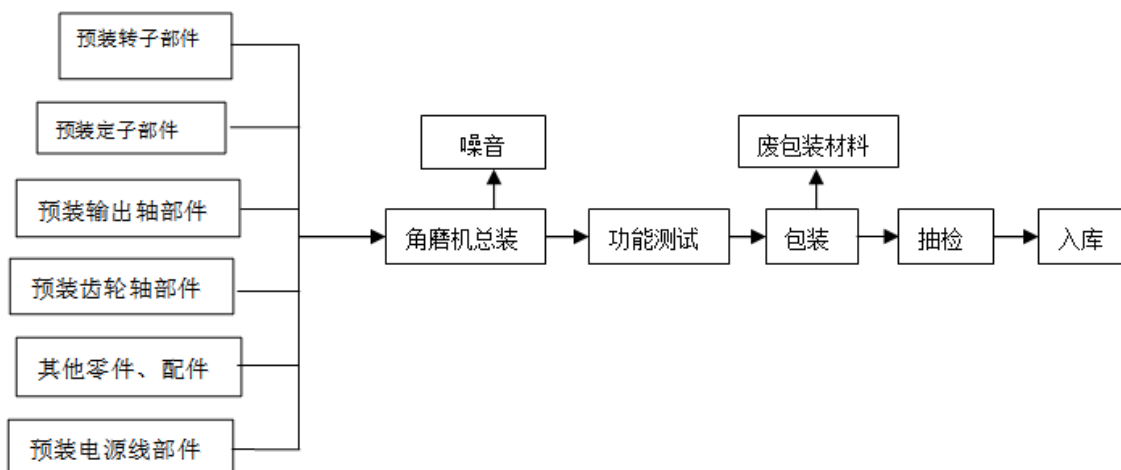 预装转子部件
预装定子部件
预装输出轴部件
预装齿轮轴部件
其他零件、配件
预装电源线部件
噪音
废包装材料
角磨机总装
功能测试
包装
抽检
入库